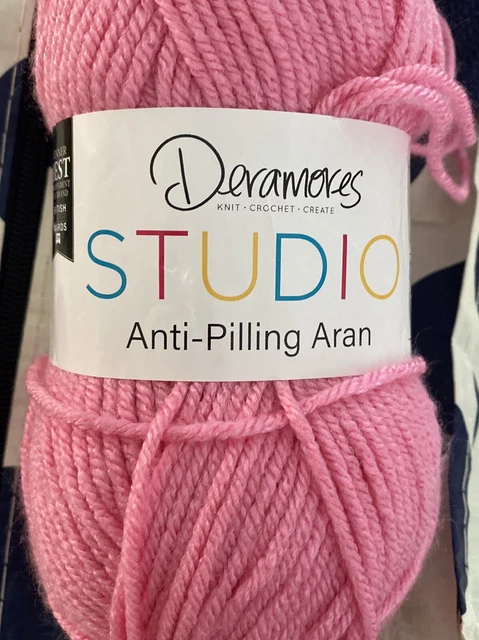 Deramores
KNIT · CROCHET · CREATE
STUDIO
Anti-Pilling Aran